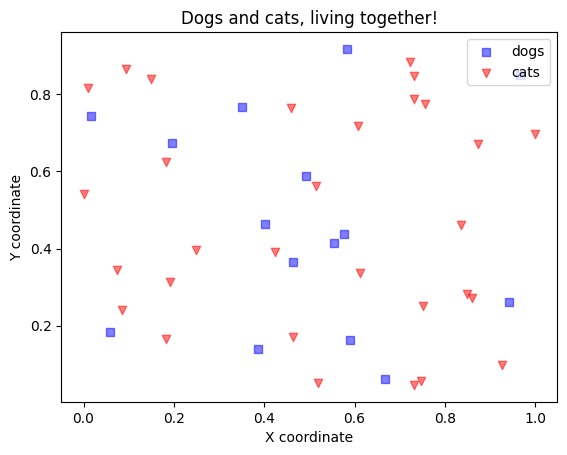 Dogs and cats, living together!
dogs
cats
Y coordinate
0.8
0.6
0.4
0.2
0.0 0.2 0.4 0.6 0.8 1.0
X coordinate